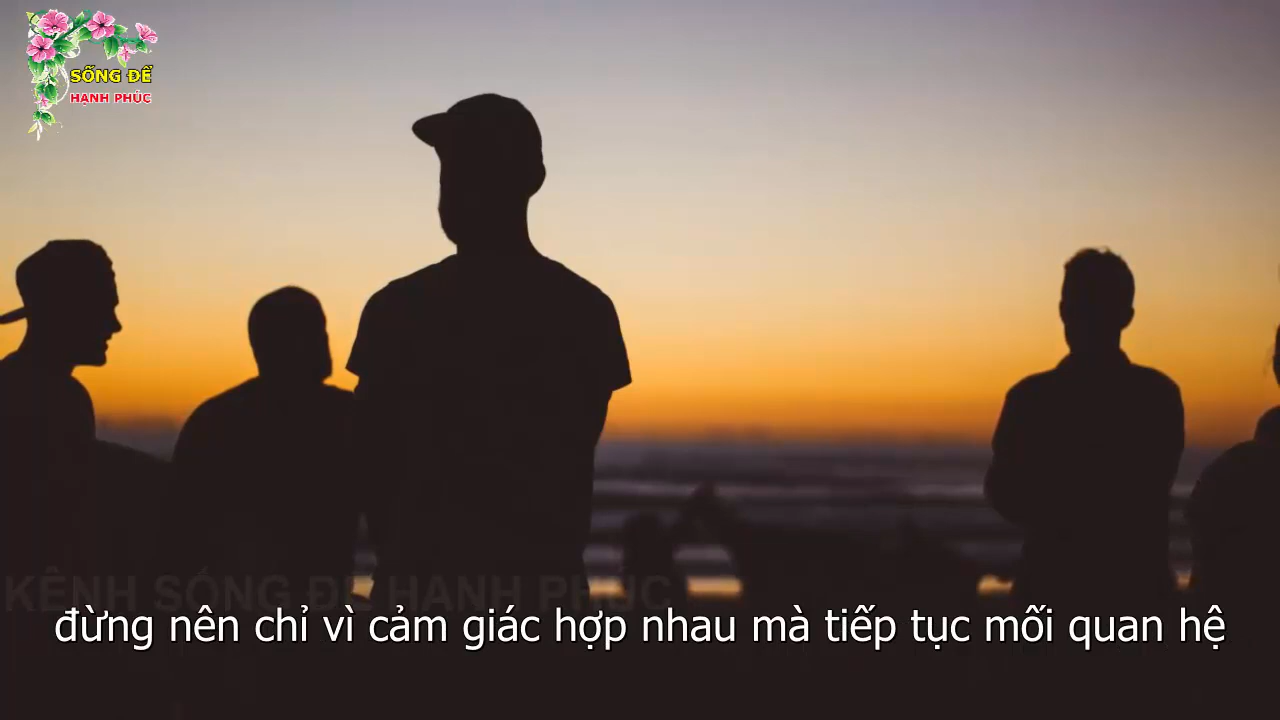 SỐNG ĐỂ
HẠNH PHÚC
KÊNH SỐNG ĐỂ HẠNH PHÚC
đừng nên chỉ vì cảm giác hợp nhau mà tiếp tục mối quan hệ